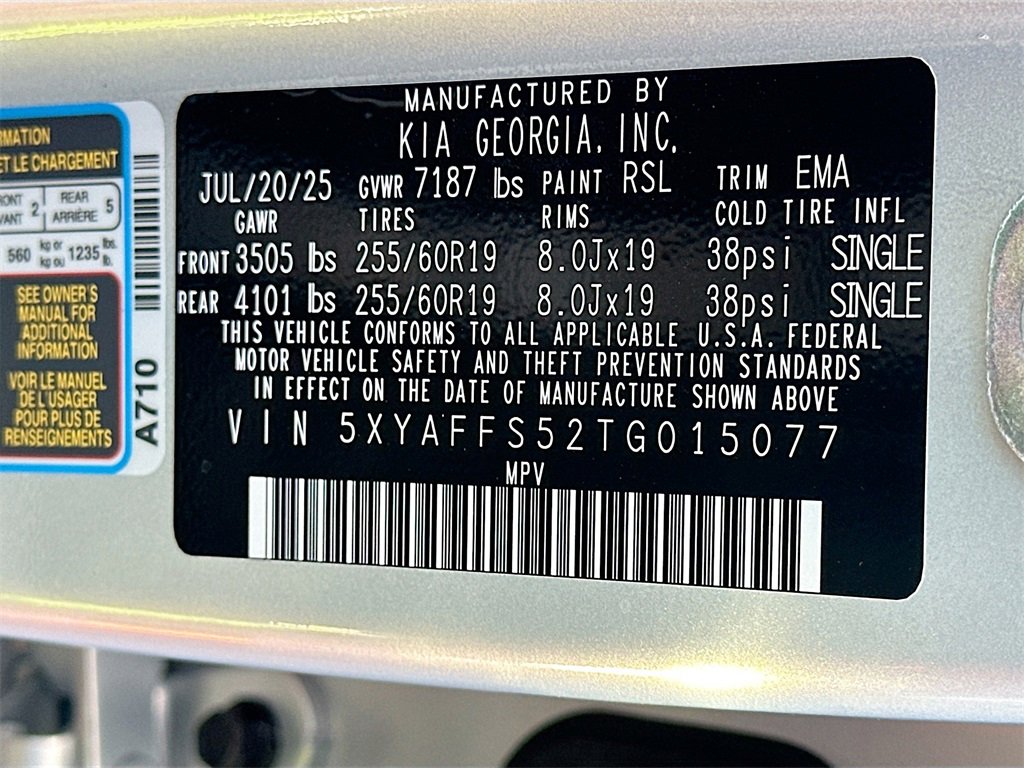 RMATION
ET LE CHARGEMENT
2 REAR
ARRIÈRE 5
560 kg or
kg ou 1235 lbs.
lb.
SEE OWNER'S
MANUAL FOR
ADDITIONAL
INFORMATION
VOIR LE MANUEL
DE L'USAGER
POUR PLUS DE
RENSEIGNEMENTS
A710
MANUFACTURED BY
KIA GEORGIA, INC.
JUL/20/25 GVWR 7187 lbs PAINT RSL TRIM EMA
GAWR TIRES RIMS COLD TIRE INFL
FRONT 3505 lbs 255/60R19 8.0Jx19 38psi SINGLE
REAR 4101 lbs 255/60R19 8.0Jx19 38psi SINGLE
THIS VEHICLE CONFORMS TO ALL APPLICABLE U.S.A. FEDERAL
MOTOR VEHICLE SAFETY AND THEFT PREVENTION STANDARDS
IN EFFECT ON THE DATE OF MANUFACTURE SHOWN ABOVE
VIN 5XYAFFS52TG015077
MPV